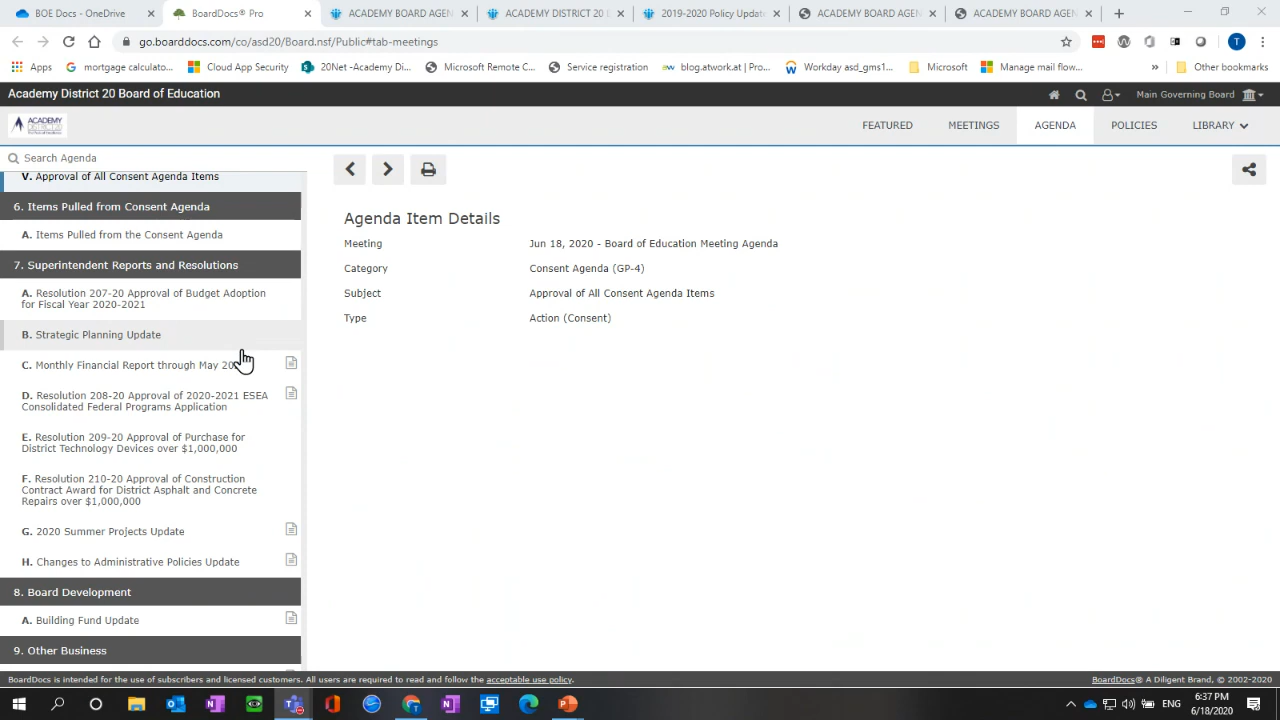 BOE Docs - OneDrive
BoardDocs® Pro
ACADEMY BOARD AGEN
ACADEMY DISTRICT 20 E
2019-2020 Policy Updat
ACADEMY BOARD AGEN
ACADEMY BOARD AGEN
go.boarddocs.com/co/asd20/Board.nsf/Public#tab-meetings
T
Apps
mortgage calculato...
Cloud App Security
20Net -Academy Di...
Microsoft Remote C...
Service registration
blog.atwork.at | Pro...
Workday asd_gms1...
Microsoft
Manage mail flow...
»
Other bookmarks
Academy District 20 Board of Education
Main Governing Board
ACADEMY
FEATURED
MEETINGS
AGENDA
POLICIES
LIBRARY
Search Agenda
V. Approval of All Consent Agenda Items
6. Items Pulled from Consent Agenda
A. Items Pulled from the Consent Agenda
7. Superintendent Reports and Resolutions
A. Resolution 207-20 Approval of Budget Adoption
for Fiscal Year 2020-2021
B. Strategic Planning Update
C. Monthly Financial Report through May 20
D. Resolution 208-20 Approval of 2020-2021 ESEA
Consolidated Federal Programs Application
E. Resolution 209-20 Approval of Purchase for
District Technology Devices over $1,000,000
F. Resolution 210-20 Approval of Construction
Contract Award for District Asphalt and Concrete
Repairs over $1,000,000
G. 2020 Summer Projects Update
H. Changes to Administrative Policies Update
8. Board Development
A. Building Fund Update
9. Other Business
Agenda Item Details
Meeting
Jun 18, 2020 - Board of Education Meeting Agenda
Category
Consent Agenda (GP-4)
Subject
Approval of All Consent Agenda Items
Type
Action (Consent)
BoardDocs is intended for the use of subscribers and licensed customers. All users are required to read and follow the acceptable use policy.
BoardDocs® A Diligent Brand, © 2002-2020
ENG
6:37 PM
6/18/2020